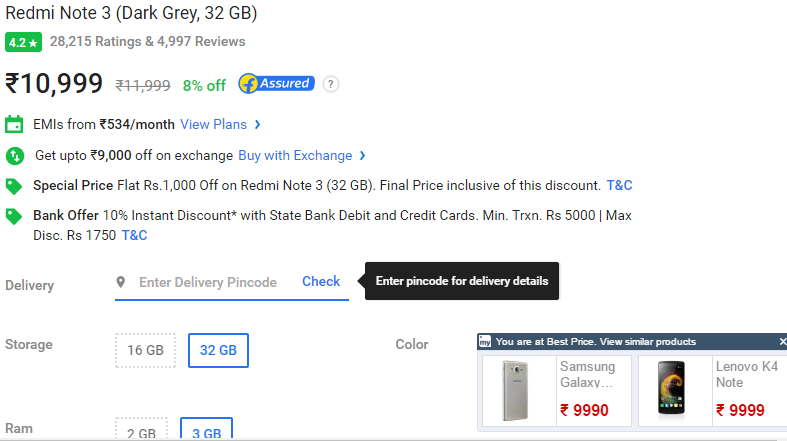 Redmi Note 3 (Dark Grey, 32 GB)
4.2★ 28,215 Ratings & 4,997 Reviews
₹10,999 ₹11,999 8% off f Assured ?
EMIs from ₹534/month View Plans >
Get upto ₹9,000 off on exchange Buy with Exchange >
Special Price Flat Rs.1,000 Off on Redmi Note 3 (32 GB). Final Price inclusive of this discount. T&C
Bank Offer 10% Instant Discount* with State Bank Debit and Credit Cards. Min. Trxn. Rs 5000 | Max
Disc. Rs 1750 T&C
Delivery Enter Delivery Pincode Check Enter pincode for delivery details
Storage 16 GB 32 GB Color
my You are at Best Price. View similar products ×
Samsung
Galaxy...
₹ 9990
Lenovo K4
Note
₹ 9999
Ram 2 GB 3 GB